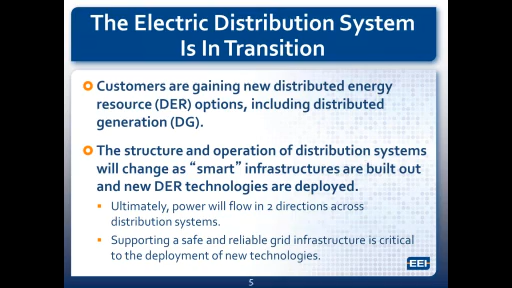 The Electric Distribution System
Is In Transition
Customers are gaining new distributed energy
resource (DER) options, including distributed
generation (DG).
The structure and operation of distribution systems
will change as “smart” infrastructures are built out
and new DER technologies are deployed.
Ultimately, power will flow in 2 directions across
distribution systems.
Supporting a safe and reliable grid infrastructure is critical
to the deployment of new technologies.
EEI
5